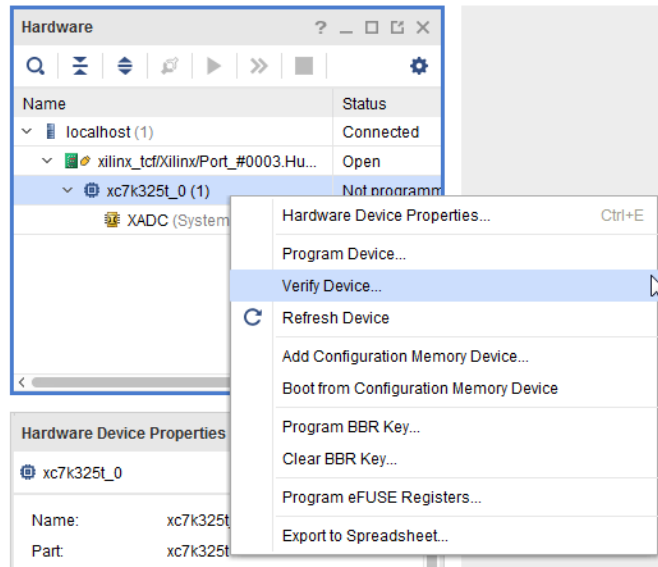 Hardware
?
Name Status
localhost (1) Connected
xilinx_tcf/Xilinx/Port_#0003.Hu... Open
xc7k325t_0 (1) Not programm
XADC (System
Hardware Device Properties... Ctrl+E
Program Device...
Verify Device...
Refresh Device
Add Configuration Memory Device...
Boot from Configuration Memory Device
Program BBR Key...
Clear BBR Key...
Program eFUSE Registers...
Export to Spreadsheet...
Hardware Device Properties
xc7k325t_0
Name: xc7k325t
Part: xc7k325t